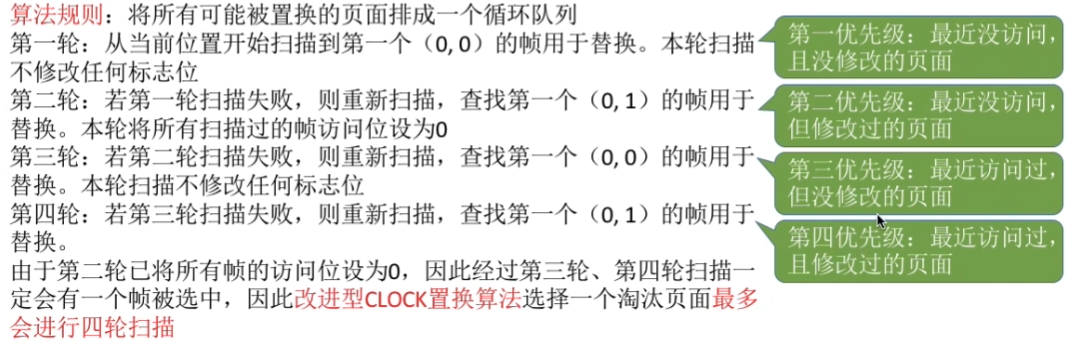 算法规则：将所有可能被置换的页面排成一个循环队列
第一轮：从当前位置开始扫描到第一个（0, 0）的帧用于替换。本轮扫描
不修改任何标志位
第二轮：若第一轮扫描失败，则重新扫描，查找第一个（0, 1）的帧用于
替换。本轮将所有扫描过的帧访问位设为0
第三轮：若第二轮扫描失败，则重新扫描，查找第一个（0, 0）的帧用于
替换。本轮扫描不修改任何标志位
第四轮：若第三轮扫描失败，则重新扫描，查找第一个（0, 1）的帧用于
替换。
由于第二轮已将所有帧的访问位设为0，因此经过第三轮、第四轮扫描一
定会有一个帧被选中，因此改进型CLOCK置换算法选择一个淘汰页面最多
会进行四轮扫描
第一优先级：最近没访问，
且没修改的页面
第二优先级：最近没访问，
但修改过的页面
第三优先级：最近访问过，
但没修改的页面
第四优先级：最近访问过，
且修改过的页面